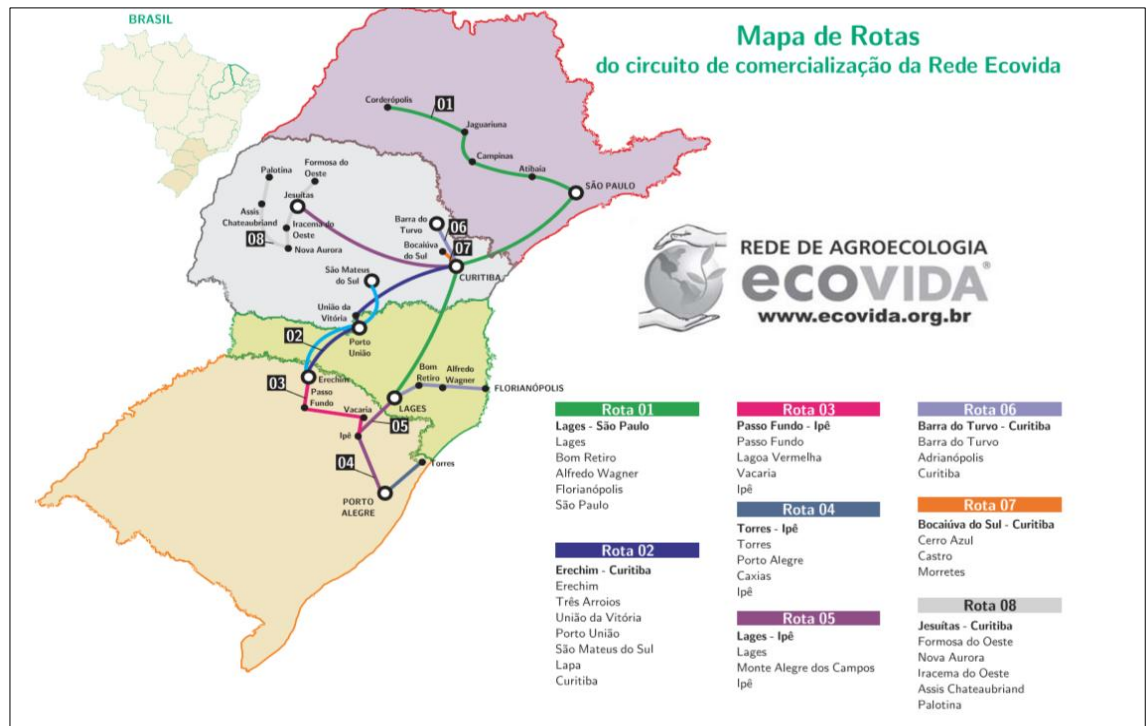 BRASIL
Mapa de Rotas
do circuito de comercialização da Rede Ecovida
Corderópolis
01
Jaguariuna
Campinas
Atibaia
SÃO PAULO
Palotina
Formosa do
Oeste
Jesuítas
Assis
Chateaubriand
Iracema do
Oeste
08
Nova Aurora
Barra do
Turvo
06
Bocaiúva
do Sul
07
CURITIBA
São Mateus
do Sul
União da
Vitória
02
Porto
União
Erechim
03
Passo
Fundo
Bom
Retiro
Alfredo
Wagner
FLORIANÓPOLIS
LAGES
Vacaria
05
Ipê
04
Torres
PORTO
ALEGRE
REDE DE AGROECOLOGIA
ecovida®
www.ecovida.org.br
Rota 01
Lages - São Paulo
Lages
Bom Retiro
Alfredo Wagner
Florianópolis
São Paulo
Rota 02
Erechim - Curitiba
Erechim
Três Arroios
União da Vitória
Porto União
São Mateus do Sul
Lapa
Curitiba
Rota 03
Passo Fundo - Ipê
Passo Fundo
Lagoa Vermelha
Vacaria
Ipê
Rota 04
Torres - Ipê
Torres
Porto Alegre
Caxias
Ipê
Rota 05
Lages - Ipê
Lages
Monte Alegre dos Campos
Ipê
Rota 06
Barra do Turvo - Curitiba
Barra do Turvo
Adrianópolis
Curitiba
Rota 07
Bocaiúva do Sul - Curitiba
Cerro Azul
Castro
Morretes
Rota 08
Jesuítas - Curitiba
Formosa do Oeste
Nova Aurora
Iracema do Oeste
Assis Chateaubriand
Palotina